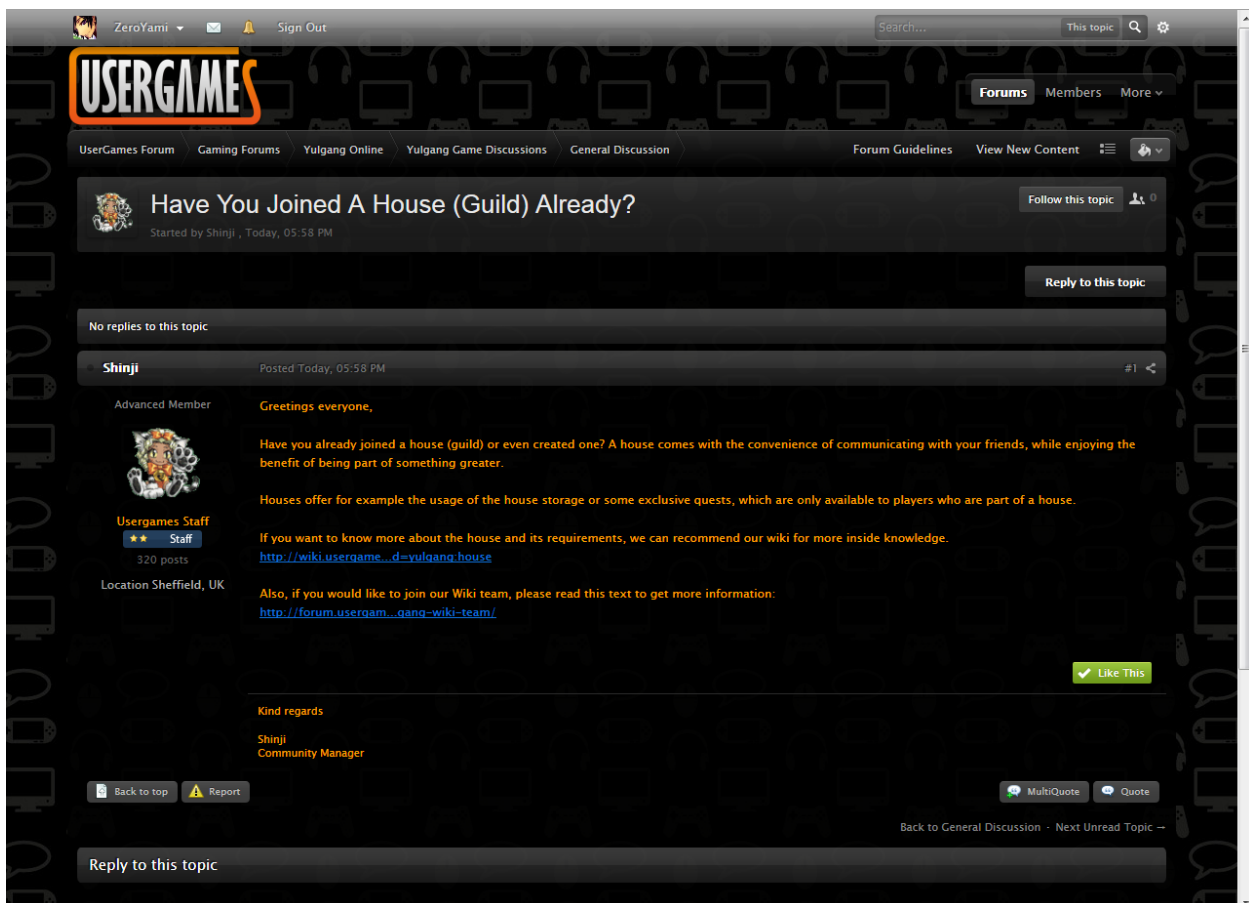 ZeroYami Sign Out Search... This topic
USERGAMES
Forums Members More
UserGames Forum Gaming Forums Yulgang Online Yulgang Game Discussions General Discussion Forum Guidelines View New Content
Have You Joined A House (Guild) Already? Follow this topic 0
Started by Shinji , Today, 05:58 PM
Reply to this topic
No replies to this topic
Shinji Posted Today, 05:58 PM #1
Advanced Member Greetings everyone,
Have you already joined a house (guild) or even created one? A house comes with the convenience of communicating with your friends, while enjoying the
benefit of being part of something greater.
Houses offer for example the usage of the house storage or some exclusive quests, which are only available to players who are part of a house.
Usergames Staff
Staff If you want to know more about the house and its requirements, we can recommend our wiki for more inside knowledge.
320 posts http://wiki.usergame...d=yulgang:house
Location Sheffield, UK
Also, if you would like to join our Wiki team, please read this text to get more information:
http://forum.usergam...gang-wiki-team/
Like This
Kind regards
Shinji
Community Manager
Back to top Report MultiQuote Quote
Back to General Discussion · Next Unread Topic →
Reply to this topic